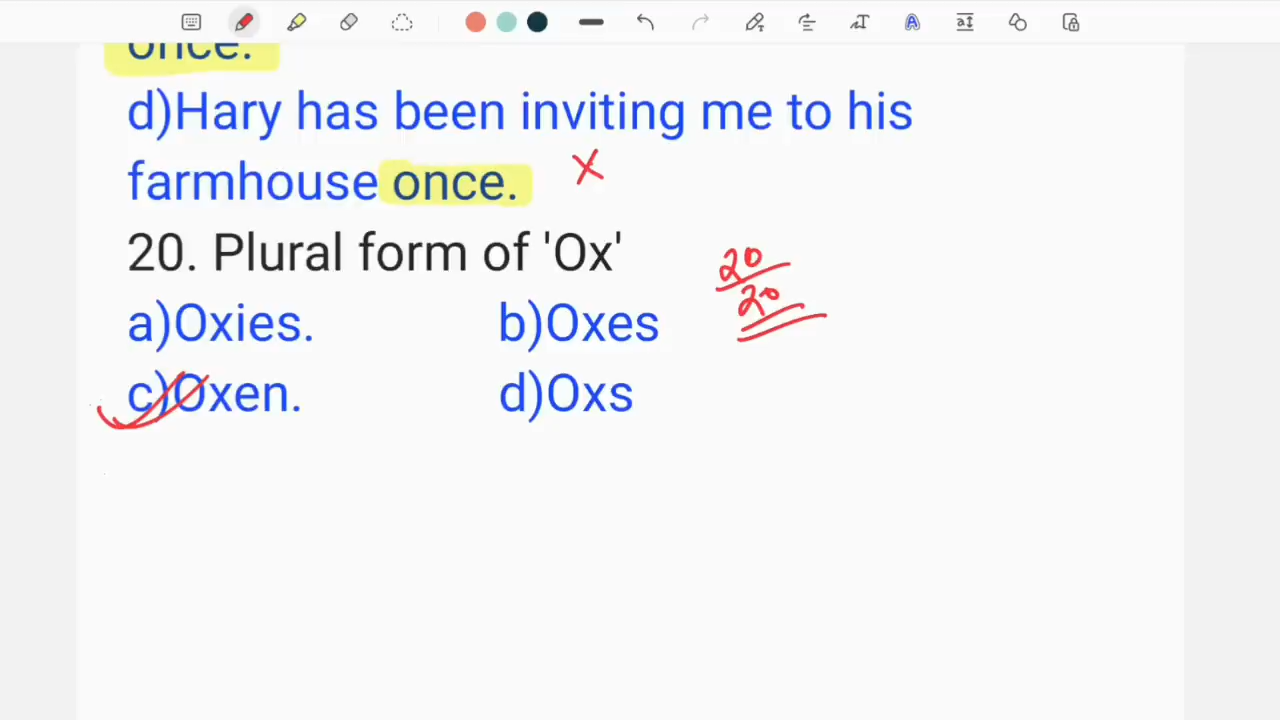 once.
d)Hary has been inviting me to his
farmhouse once. X
20. Plural form of 'Ox'
20
20
a)Oxies. b)Oxes
c)Oxen. d)Oxs